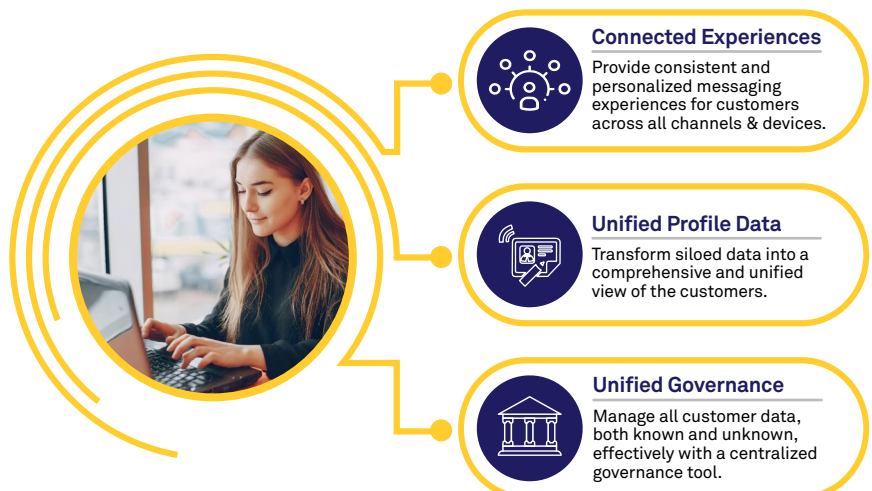 Connected Experiences
Provide consistent and
personalized messaging
experiences for customers
across all channels & devices.
Unified Profile Data
Transform siloed data into a
comprehensive and unified
view of the customers.
Unified Governance
Manage all customer data,
both known and unknown,
effectively with a centralized
governance tool.